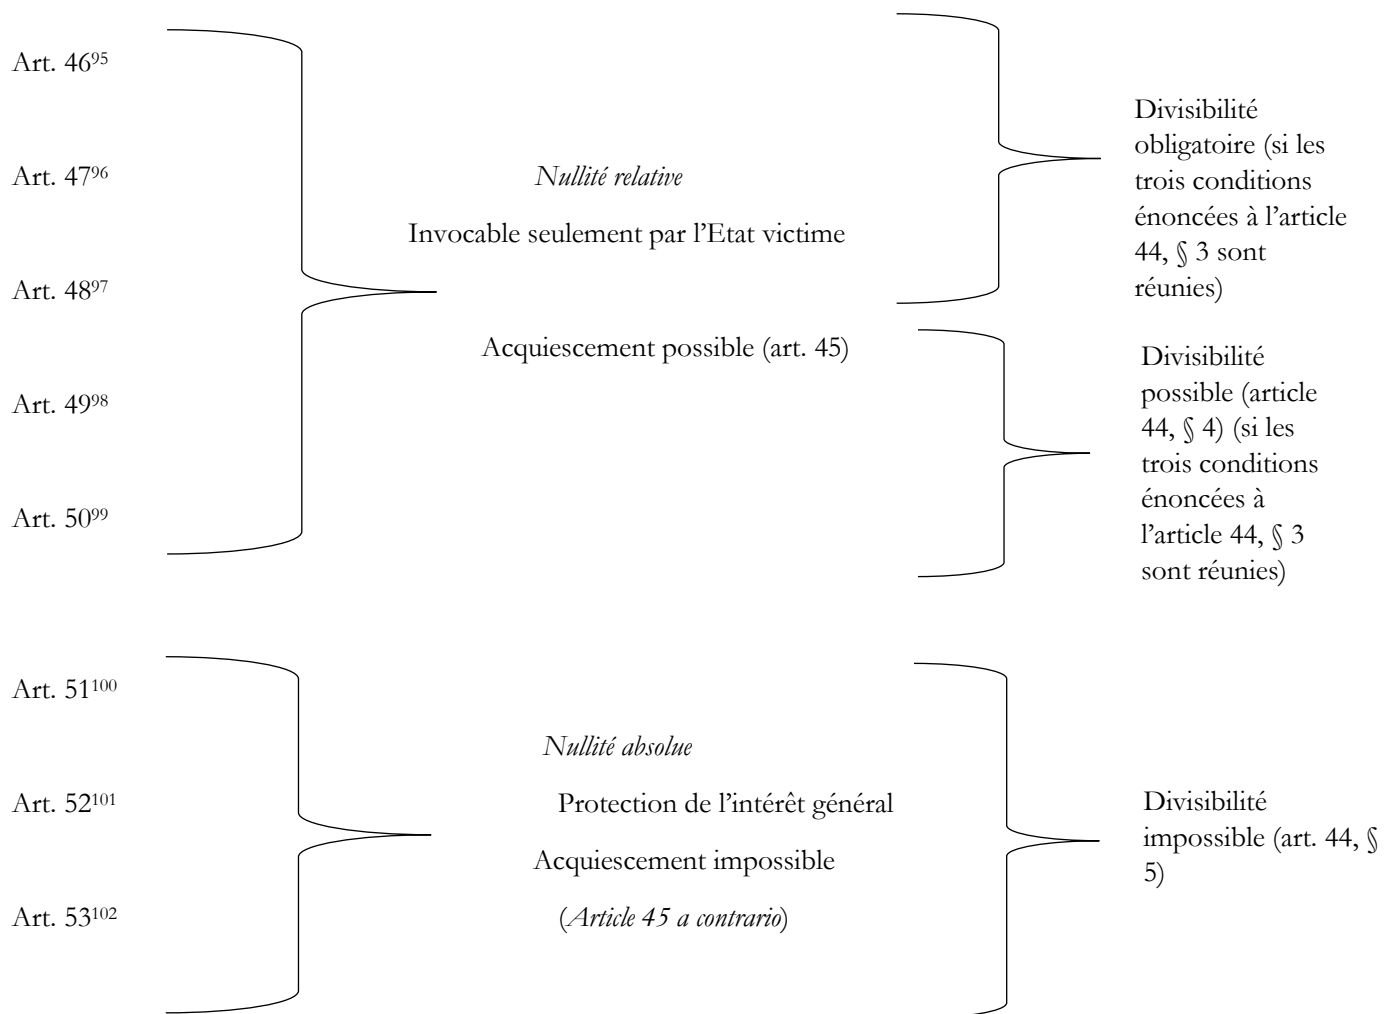 Art. 46⁹⁵
Art. 47⁹⁶
Art. 48⁹⁷
Art. 49⁹⁸
Art. 50⁹⁹
Nullité relative
Invocable seulement par l’Etat victime
Acquiescement possible (art. 45)
Divisibilité
obligatoire (si les
trois conditions
énoncées à l’article
44, § 3 sont
réunies)
Divisibilité
possible (article
44, § 4) (si les
trois conditions
énoncées à
l’article 44, § 3
sont réunies)
Art. 51¹⁰⁰
Art. 52¹⁰¹
Art. 53¹⁰²
Nullité absolue
Protection de l’intérêt général
Acquiescement impossible
(Article 45 a contrario)
Divisibilité
impossible (art. 44, §
5)